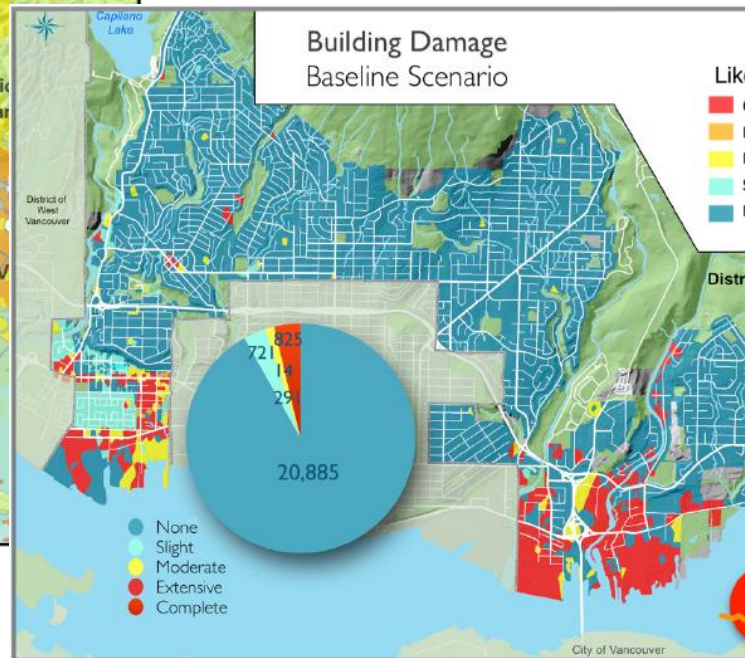 Capilano
Lake
Building Damage
Baseline Scenario
District of
West
Vancouver
825
721
14
291
20,885
None
Slight
Moderate
Extensive
Complete
City of Vancouver